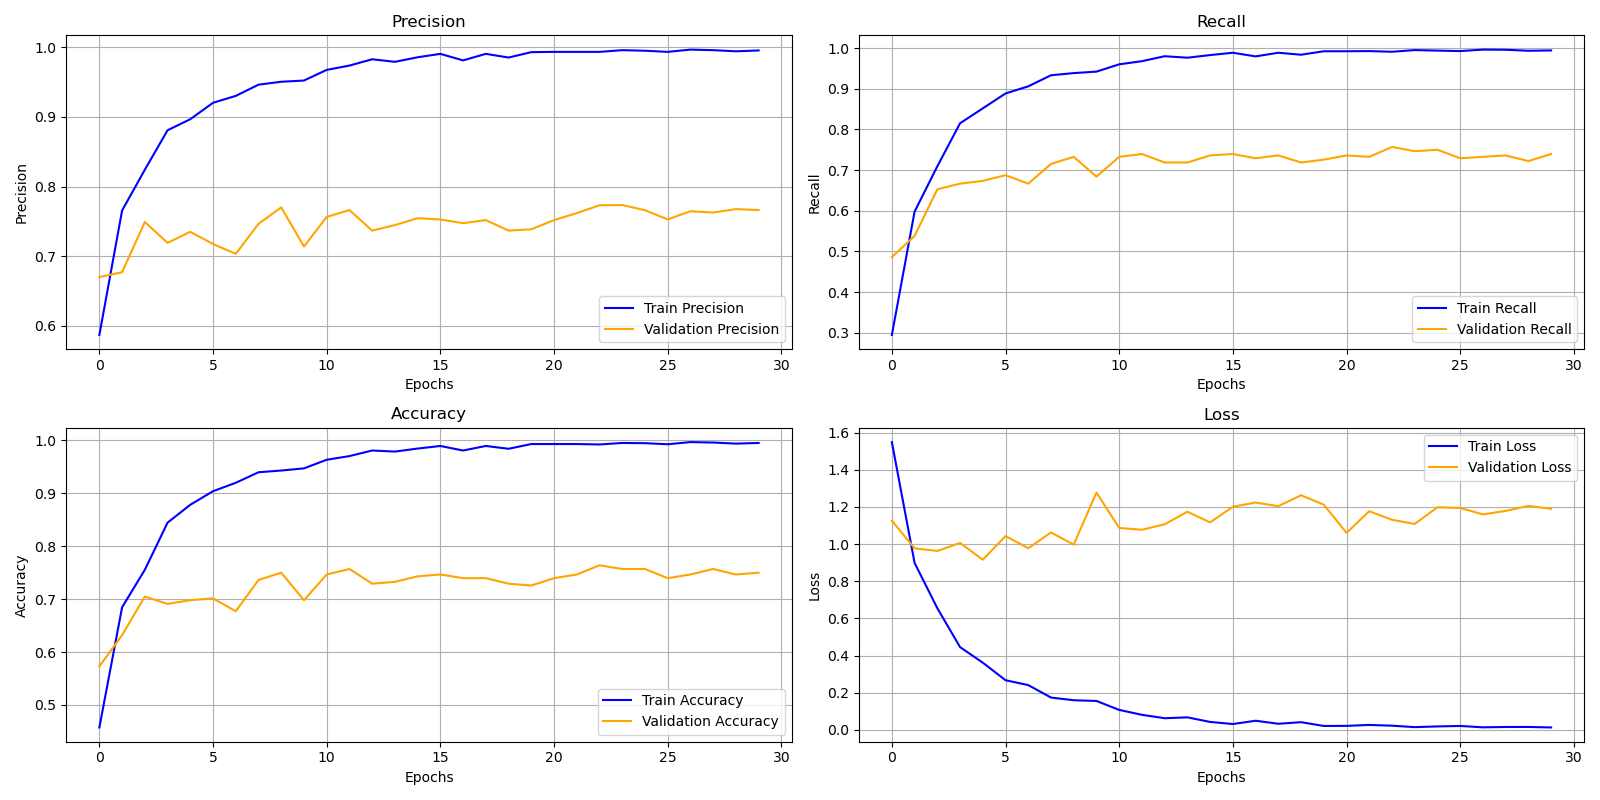 Precision
1.0
0.9
0.8
0.7
0.6
Precision
Train Precision
Validation Precision
0 5 10 15 20 25 30
Epochs
Recall
1.0
0.9
0.8
0.7
0.6
0.5
0.4
0.3
Recall
Train Recall
Validation Recall
0 5 10 15 20 25 30
Epochs
Accuracy
1.0
0.9
0.8
0.7
0.6
0.5
Accuracy
Train Accuracy
Validation Accuracy
0 5 10 15 20 25 30
Epochs
Loss
1.6
1.4
1.2
1.0
0.8
0.6
0.4
0.2
0.0
Loss
Train Loss
Validation Loss
0 5 10 15 20 25 30
Epochs